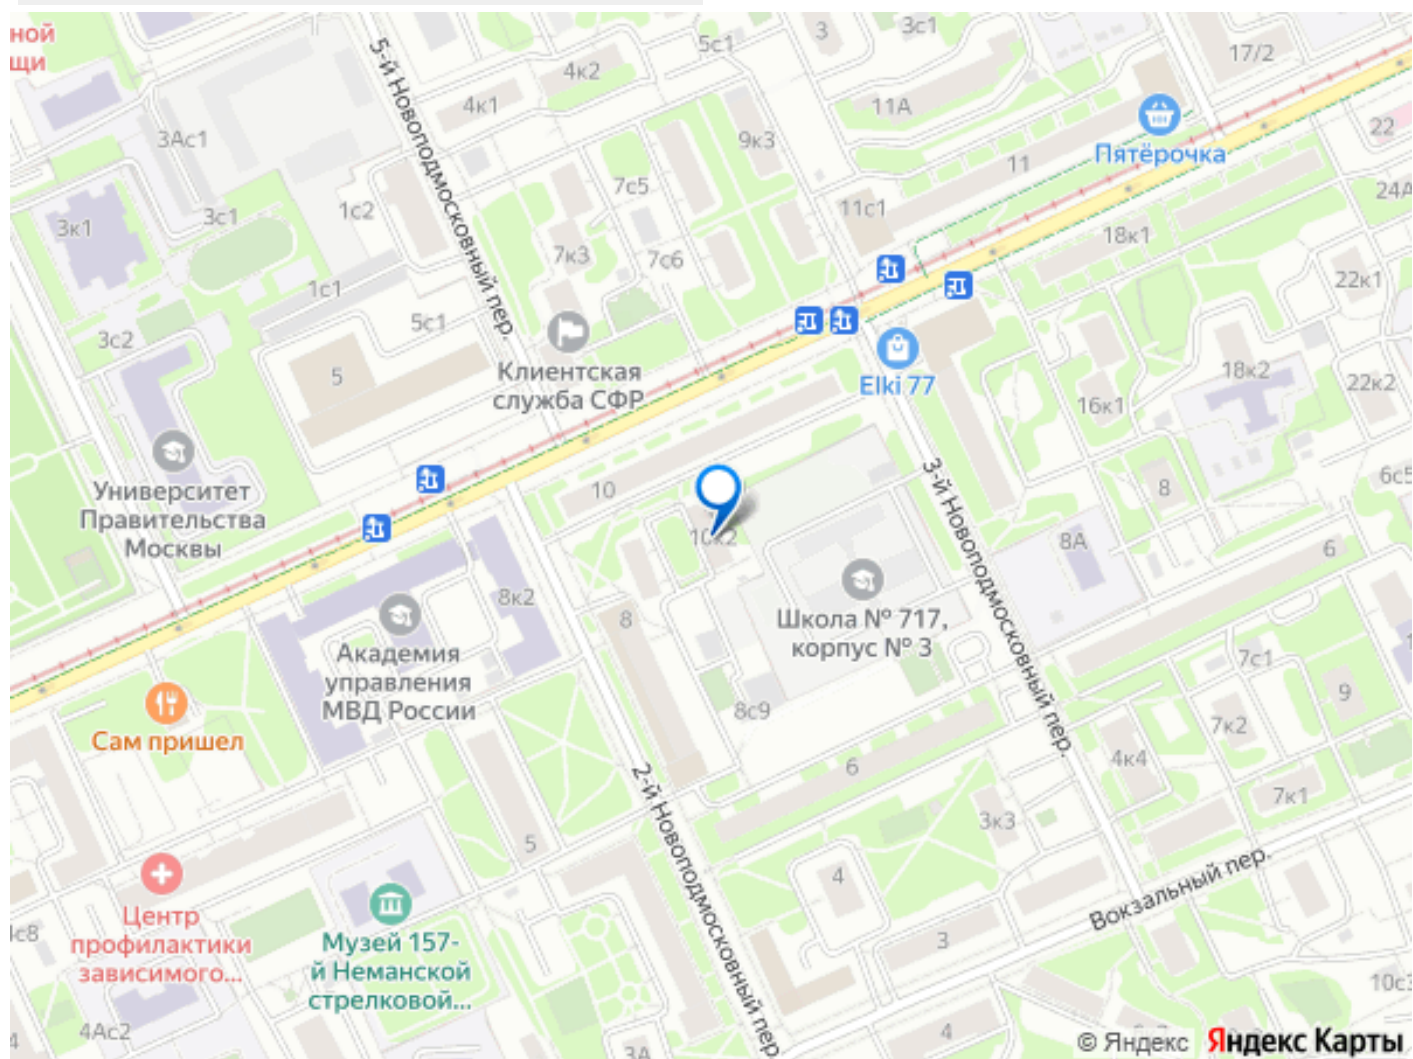 ной
щи
5-й Новоподмосковный пер.
4к2
5с1
3
3с1
17/2
4к1
11А
3Ас1
9к3
Пятёрочка
22
11
7с5
24А
3к1
3с1
1с2
11с1
18к1
7к3
7с6
22к1
1с1
3с2
5с1
5
Клиентская
служба СФР
Elki 77
18к2
22к2
16к1
Университет
Правительства
Москвы
10
3-й Новоподмосковный пер.
8
6с5
10к2
8А
6
8к2
8
Школа № 717,
корпус № 3
Академия
управления
МВД России
7с1
9
8с9
7к2
Сам пришел
6
4к4
2-й Новоподмосковный пер.
7к1
3к3
5
4
Вокзальный пер.
Центр
профилактики
зависимого...
Музей 157-
й Неманской
стрелковой...
3
10с3
4Ас2
4
3А
© Яндекс Яндекс Карты